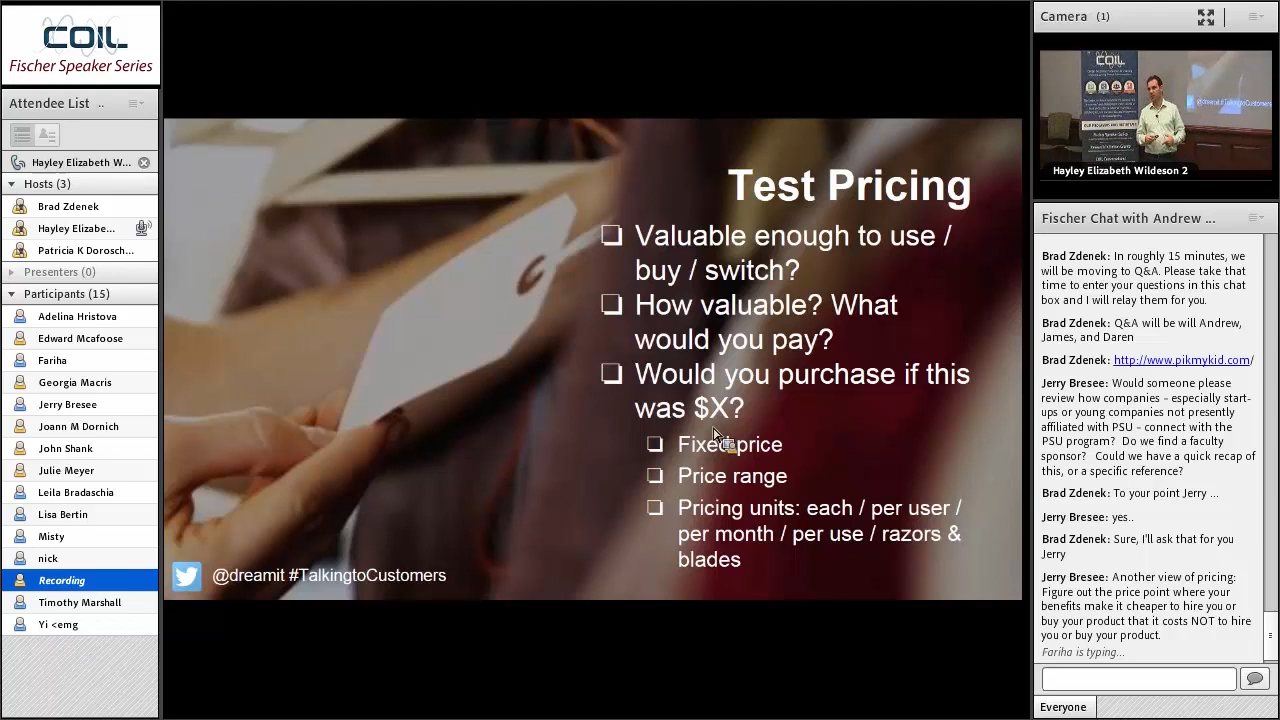 COIL
Fischer Speaker Series
Attendee List ..
Hayley Elizabeth W...
Hosts (3)
Brad Zdenek
Hayley Elizabe...
Patricia K Dorosch...
Presenters (0)
Participants (15)
Adelina Hristova
Edward Mcafoose
Fariha
Georgia Macris
Jerry Bresee
Joann M Dornich
John Shank
Julie Meyer
Leila Bradaschia
Lisa Bertin
Misty
nick
Recording
Timothy Marshall
Yi <emg
Test Pricing
Valuable enough to use /
buy / switch?
How valuable? What
would you pay?
Would you purchase if this
was $X?
Fixed price
Price range
Pricing units: each / per user /
per month / per use / razors &
blades
@dreamit #TalkingtoCustomers
Camera (1)
COIL
@dreamit #TalkingtoCustomers
Hayley Elizabeth Wildeson 2
Fischer Chat with Andrew ...
Brad Zdenek: In roughly 15 minutes, we
will be moving to Q&A. Please take that
time to enter your questions in this chat
box and I will relay them for you.
Brad Zdenek: Q&A will be will Andrew,
James, and Daren
Brad Zdenek: http://www.pikmykid.com/
Jerry Bresee: Would someone please
review how companies - especially start-
ups or young companies not presently
affiliated with PSU - connect with the
PSU program? Do we find a faculty
sponsor? Could we have a quick recap of
this, or a specific reference?
Brad Zdenek: To your point Jerry ...
Jerry Bresee: yes..
Brad Zdenek: Sure, I'll ask that for you
Jerry
Jerry Bresee: Another view of pricing:
Figure out the price point where your
benefits make it cheaper to hire you or
buy your product that it costs NOT to hire
you or buy your product.
Fariha is typing...
Everyone